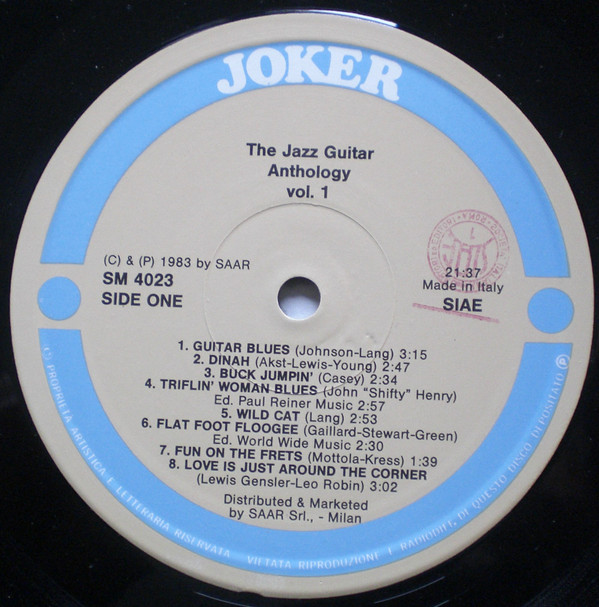 JOKER
The Jazz Guitar
Anthology
vol. 1
(C) & (P) 1983 by SAAR
SM 4023
SIDE ONE
SIAE
21:37
Made in Italy
SIAE
1. GUITAR BLUES (Johnson-Lang) 3:15
2. DINAH (Akst-Lewis-Young) 2:47
3. BUCK JUMPIN' (Casey) 2:34
4. TRIFLIN' WOMAN BLUES (John "Shifty" Henry)
Ed. Paul Reiner Music 2:57
5. WILD CAT (Lang) 2:53
6. FLAT FOOT FLOOGEE (Gaillard-Stewart-Green)
Ed. World Wide Music 2:30
7. FUN ON THE FRETS (Mottola-Kress) 1:39
8. LOVE IS JUST AROUND THE CORNER
(Lewis Gensler-Leo Robin) 3:02
Distributed & Marketed
by SAAR Srl., - Milan
PROPRIETÀ ARTISTICA E LETTERARIA RISERVATA VIETATA RIPRODUZIONE E RADIODIFF. DI QUESTO DISCO DEPOSITATO